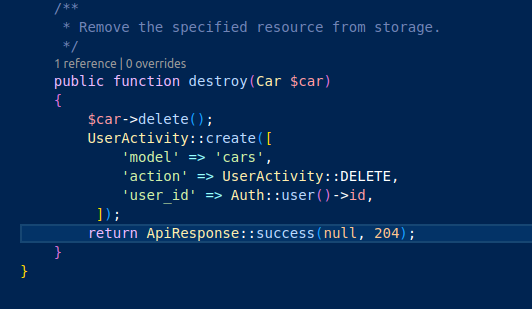 /**
* Remove the specified resource from storage.
*/
1 reference | 0 overrides
public function destroy(Car $car)
{
$car->delete();
UserActivity::create([
'model' => 'cars',
'action' => UserActivity::DELETE,
'user_id' => Auth::user()->id,
]);
return ApiResponse::success(null, 204);
}
}